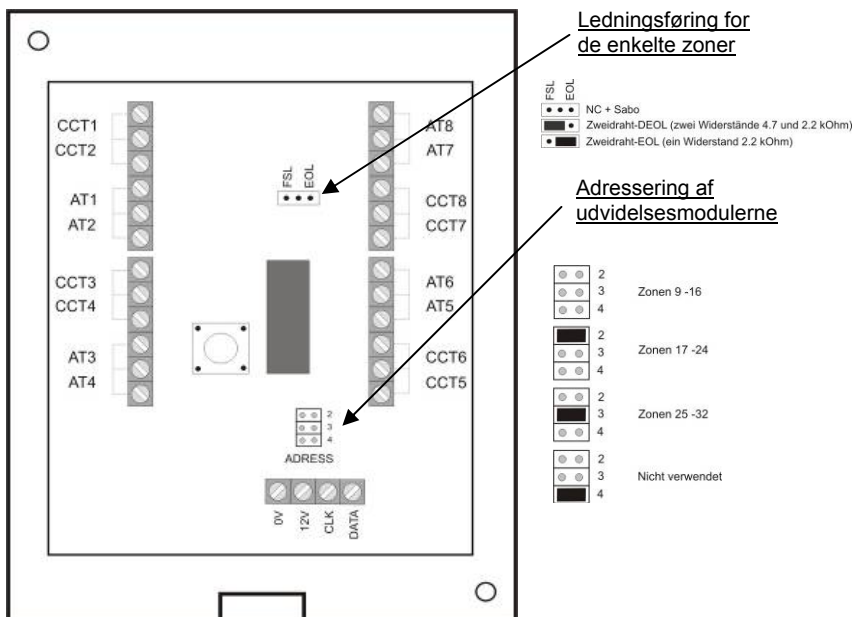 Ledningsføring for
de enkelte zoner
FSL
EOL
NC + Sabo
Zweidraht-DEOL (zwei Widerstände 4.7 und 2.2 kOhm)
Zweidraht-EOL (ein Widerstand 2.2 kOhm)
CCT1
CCT2
AT1
AT2
CCT3
CCT4
AT3
AT4
FSL
EOL
AT8
AT7
CCT8
CCT7
AT6
AT5
CCT6
CCT5
2
3
4
ADRESS
0V
12V
CLK
DATA
Adressering af
udvidelsesmodulerne
2
3 Zonen 9 -16
4
2
3 Zonen 17 -24
4
2
3 Zonen 25 -32
4
2
3 Nicht verwendet
4